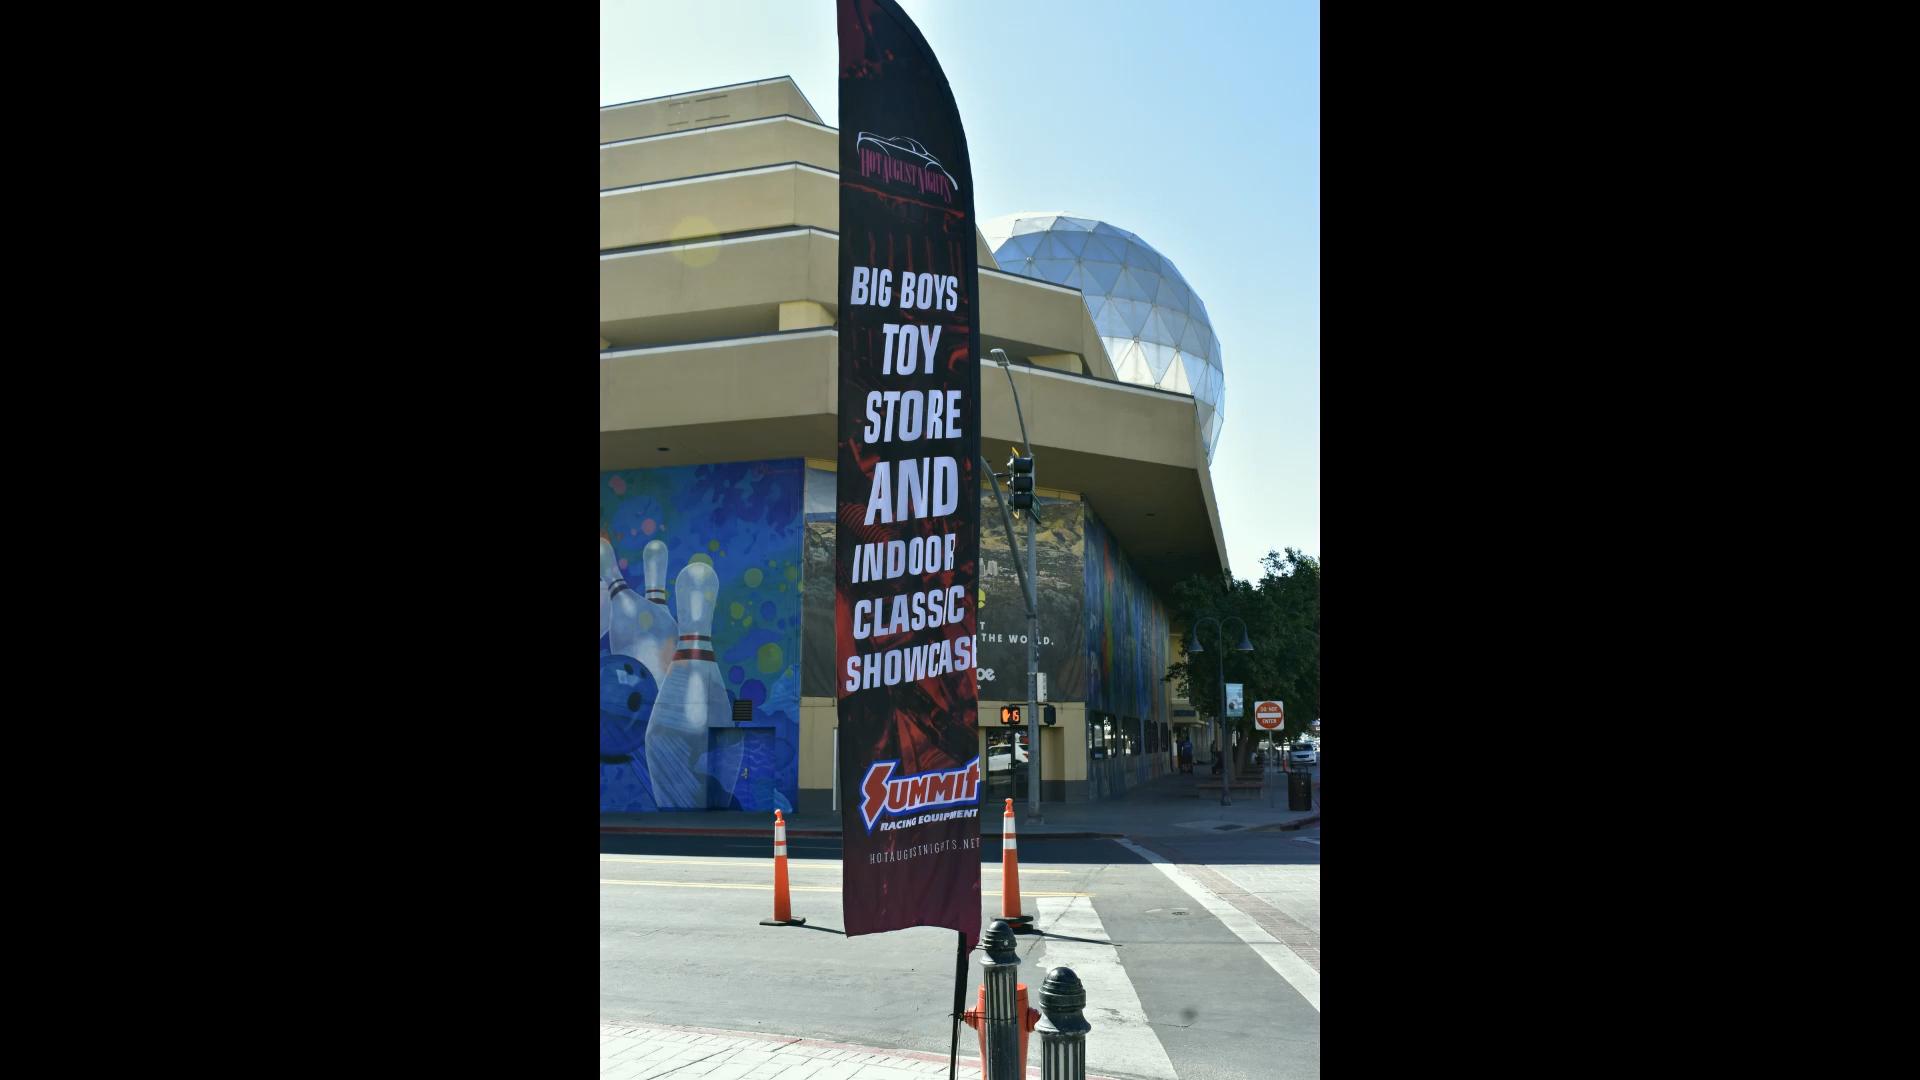 HOT AUGUST NIGHTS
BIG BOYS
TOY
STORE
AND
INDOOR
CLASSIC
SHOWCASE
SUMMIT
RACING EQUIPMENT
HOTAUGUSTNIGHTS.NET
THE WORLD.
15
DO NOT
ENTER